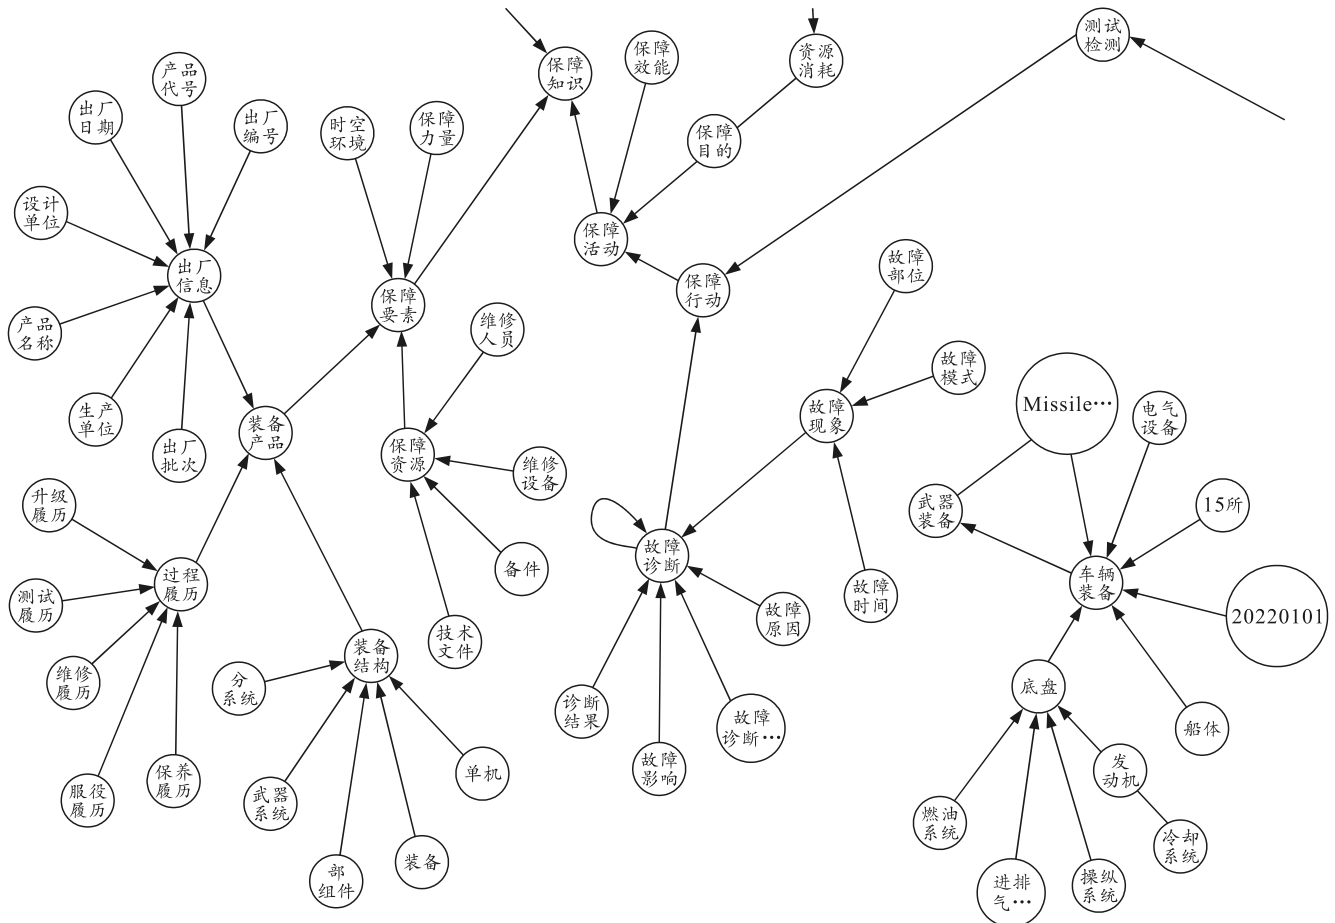 保障
知识
保障
效能
资源
消耗
测试
检测
产品
代号
出厂
日期
出厂
编号
时空
环境
保障
力量
保障
目的
设计
单位
保障
活动
出厂
信息
保障
要素
保障
行动
故障
部位
产品
名称
维修
人员
故障
模式
生产
单位
出厂
批次
装备
产品
保障
资源
维修
设备
故障
现象
Missile…
电气
设备
升级
履历
武器
装备
15所
过程
履历
测试
履历
备件
故障
诊断
故障
时间
车辆
装备
20220101
故障
原因
技术
文件
装备
结构
维修
履历
分
系统
底盘
诊断
结果
故障
诊断…
船体
服役
履历
保养
履历
武器
系统
单机
故障
影响
发
动机
燃油
系统
冷却
系统
部
组件
装备
进排
气…
操纵
系统